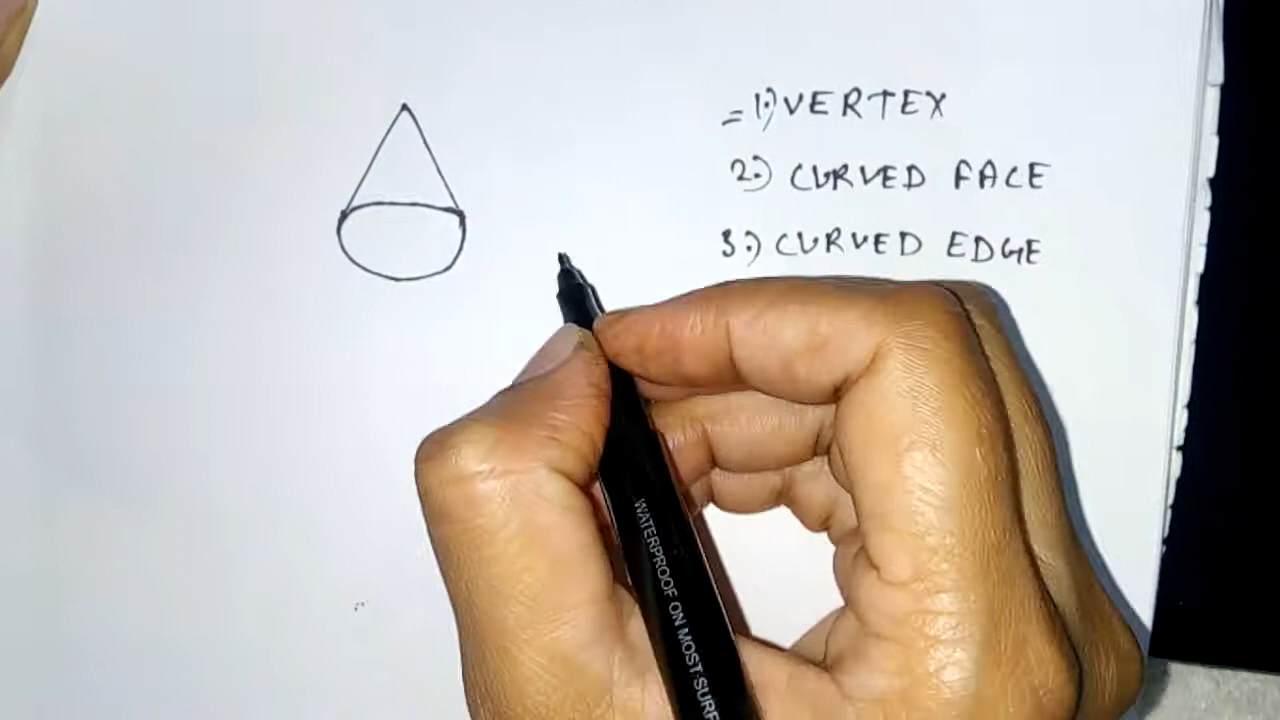 = 1.) VERTEX
2.) CURVED FACE
3.) CURVED EDGE
WATERPROOF ON MOST SURF